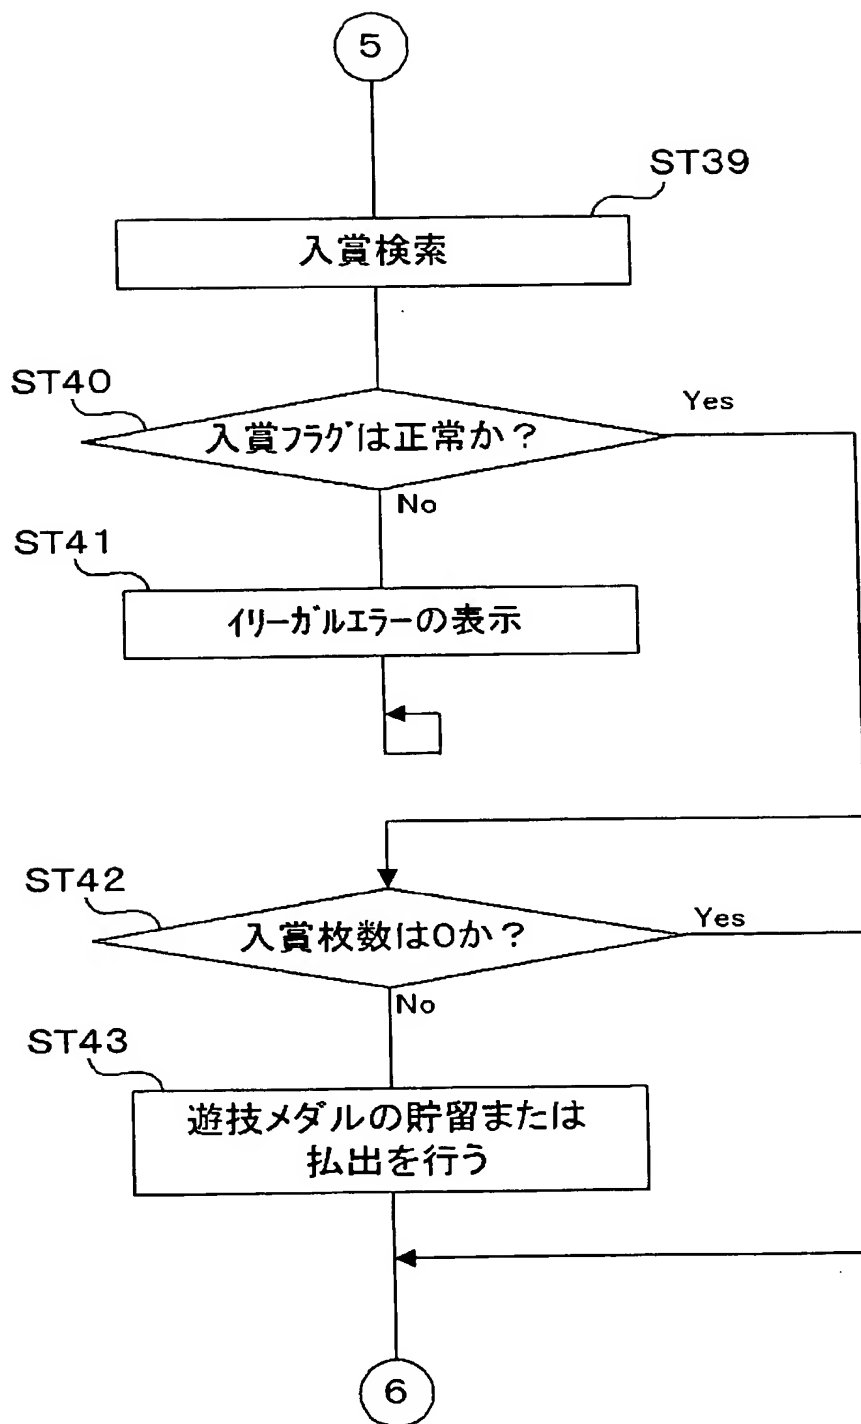 5
ST39
入賞検索
ST40
Yes
入賞フラグは正常か？
No
ST41
イリーガルエラーの表示
ST42
Yes
入賞枚数は0か？
No
ST43
遊技メダルの貯留または
払出を行う
6